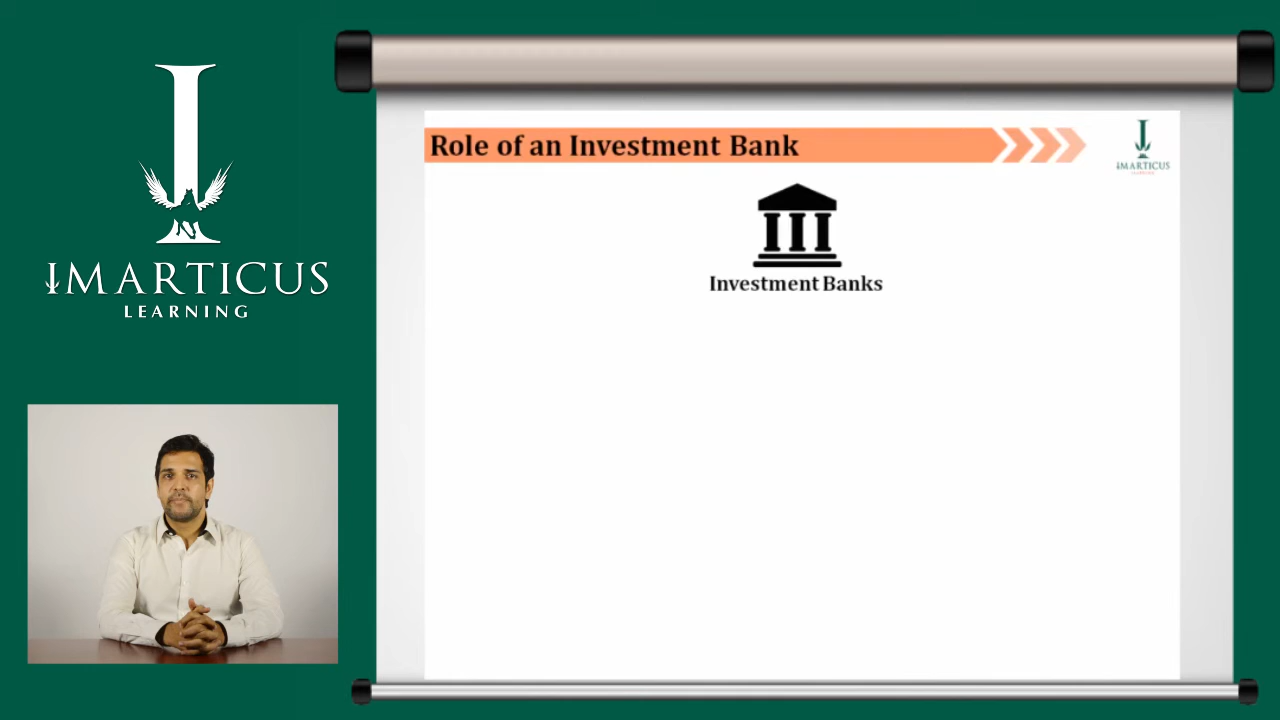 IMARTICUS
LEARNING
Role of an Investment Bank
IMARTICUS
Investment Banks